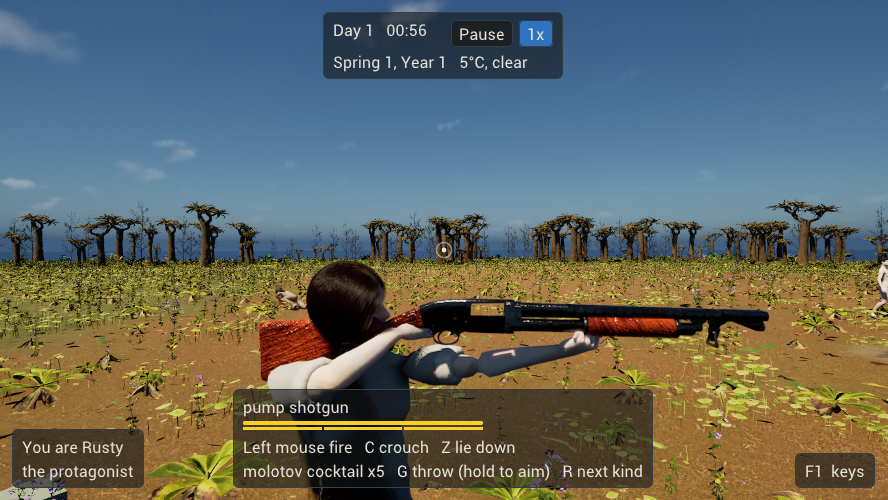 Day 1 00:56 Pause 1x
Spring 1, Year 1 5°C, clear
pump shotgun
Left mouse fire C crouch Z lie down
molotov cocktail x5 G throw (hold to aim) R next kind
You are Rusty
the protagonist
F1 keys